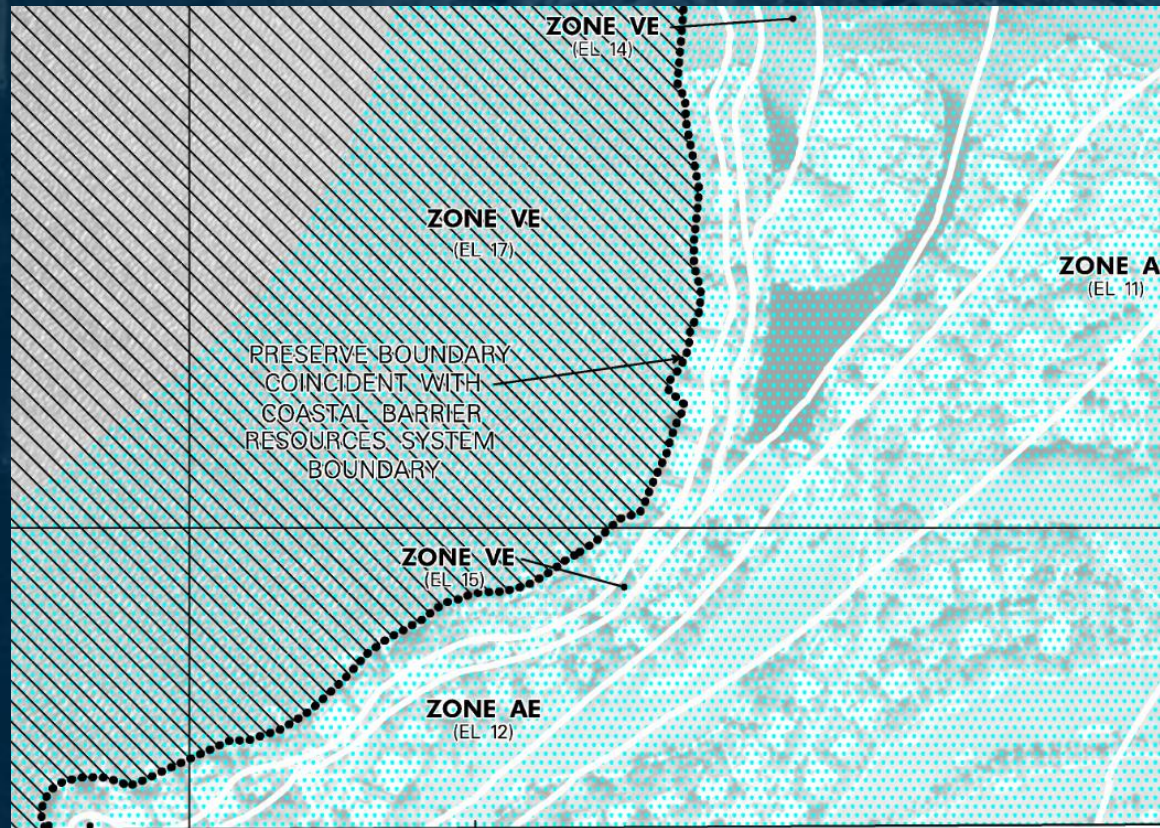 ZONE VE
(EL 14)
ZONE VE
(EL 17)
ZONE A
(EL 11)
PRESERVE BOUNDARY
COINCIDENT WITH
COASTAL BARRIER
RESOURCES SYSTEM
BOUNDARY
ZONE VE
(EL 15)
ZONE AE
(EL 12)